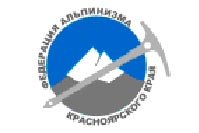 ФЕДЕРАЦИЯ АЛЬПИНИЗМА
КРАСНОЯРСКОГО КРАЯ